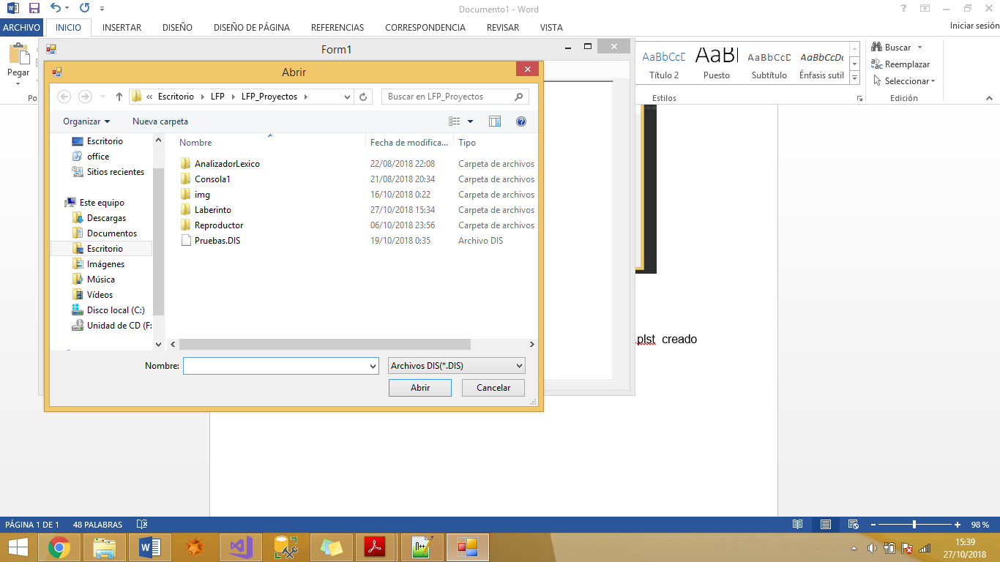 Documento1 - Word
ARCHIVO INICIO INSERTAR DISEÑO DISEÑO DE PÁGINA REFERENCIAS CORRESPONDENCIA REVISAR VISTA Iniciar sesión
Pegar
Po
Form1
AaBbCcD AaBl AaBbCcD AaBbCcDc
Título 2 Puesto Subtítulo Énfasis sutil
Estilos
Buscar
Reemplazar
Seleccionar
Edición
Abrir
Escritorio LFP LFP_Proyectos
Buscar en LFP_Proyectos
Organizar Nueva carpeta
Escritorio
office
Sitios recientes
Este equipo
Descargas
Documentos
Escritorio
Imágenes
Música
Vídeos
Disco local (C:)
Unidad de CD (F:
Nombre Fecha de modifica... Tipo
AnalizadorLexico 22/08/2018 22:08 Carpeta de archivos
Consola1 21/08/2018 20:34 Carpeta de archivos
img 16/10/2018 0:22 Carpeta de archivos
Laberinto 27/10/2018 15:34 Carpeta de archivos
Reproductor 06/10/2018 23:56 Carpeta de archivos
Pruebas.DIS 19/10/2018 0:35 Archivo DIS
Nombre: Archivos DIS(*.DIS)
Abrir Cancelar
.plst creado
PÁGINA 1 DE 1 48 PALABRAS 98 %
15:39
27/10/2018